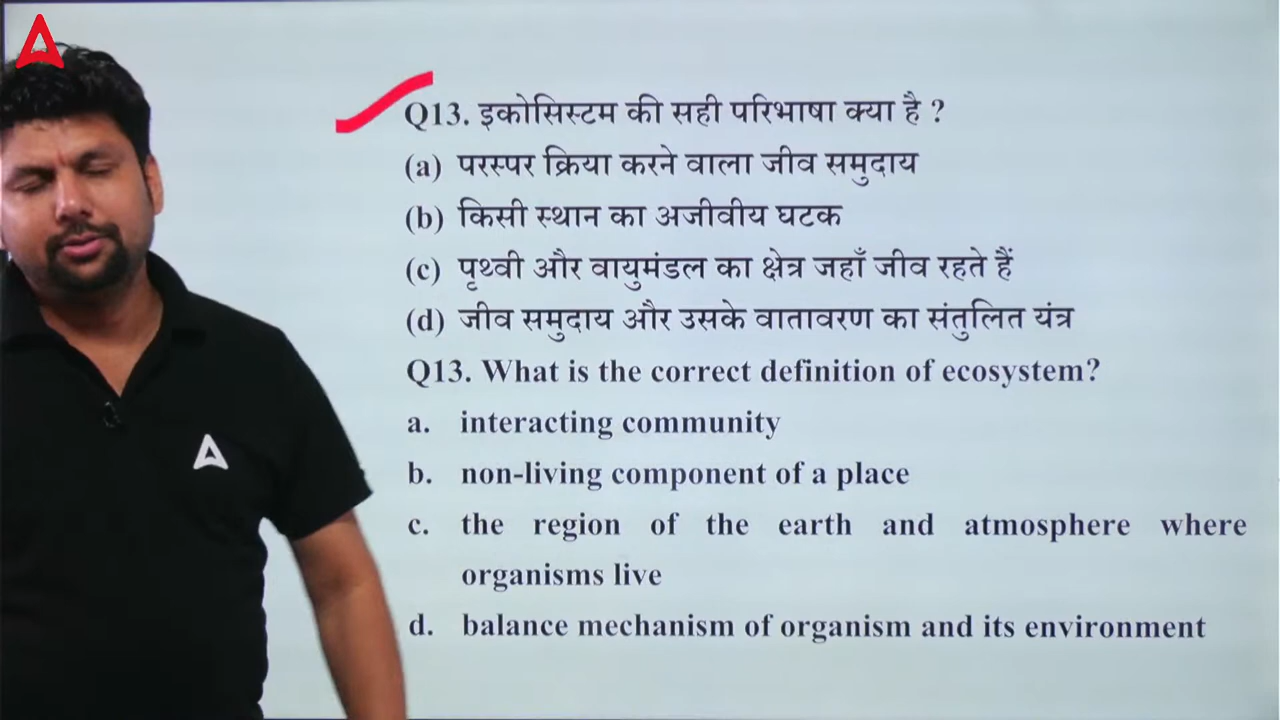 Q13. इकोसिस्टम की सही परिभाषा क्या है ?
(a) परस्पर क्रिया करने वाला जीव समुदाय
(b) किसी स्थान का अजीवीय घटक
(c) पृथ्वी और वायुमंडल का क्षेत्र जहाँ जीव रहते हैं
(d) जीव समुदाय और उसके वातावरण का संतुलित यंत्र
Q13. What is the correct definition of ecosystem?
a. interacting community
b. non-living component of a place
c. the region of the earth and atmosphere where
organisms live
d. balance mechanism of organism and its environment